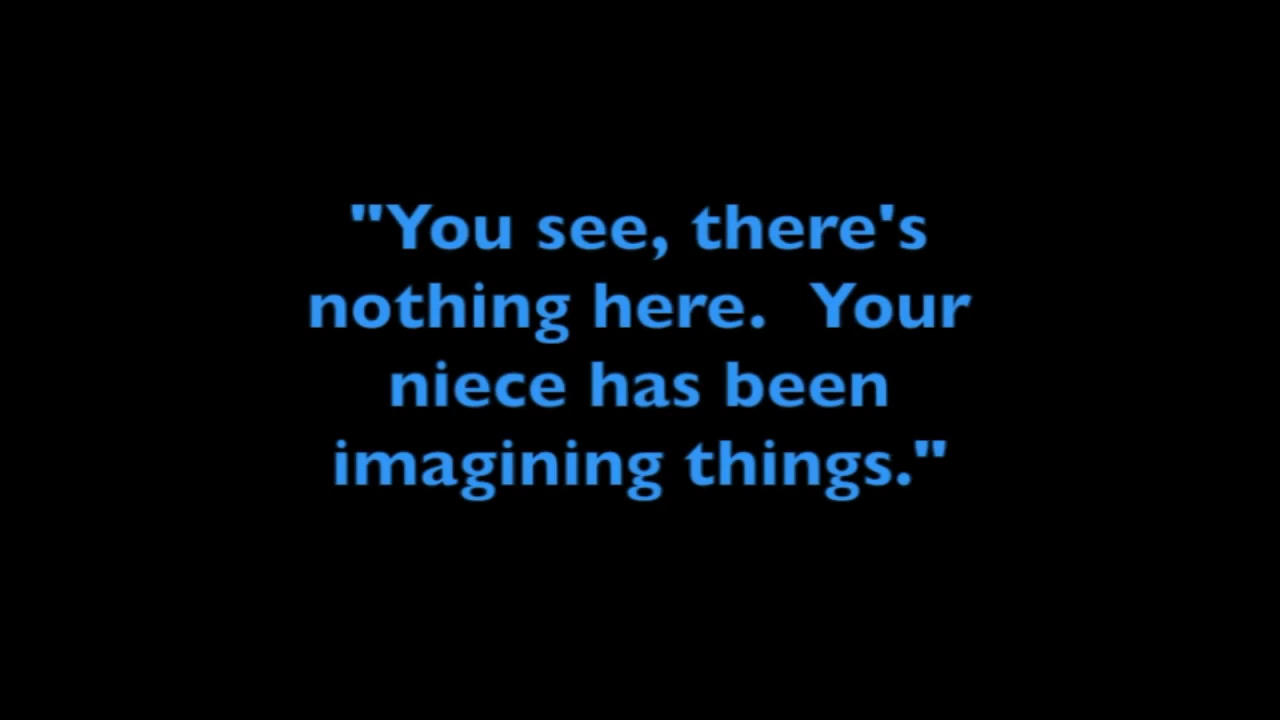 "You see, there's
nothing here.  Your
niece has been
imagining things."